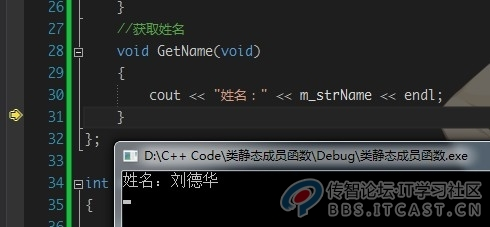 26
}
27
//获取姓名
28
void GetName(void)
29
{
30
cout << "姓名：" << m_strName << endl;
31
}
32
};
33
D:\C++ Code\类静态成员函数\Debug\类静态成员函数.exe
姓名：刘德华
34
int
35
{
传智论坛·IT学习社区
BBS.ITCAST.CN